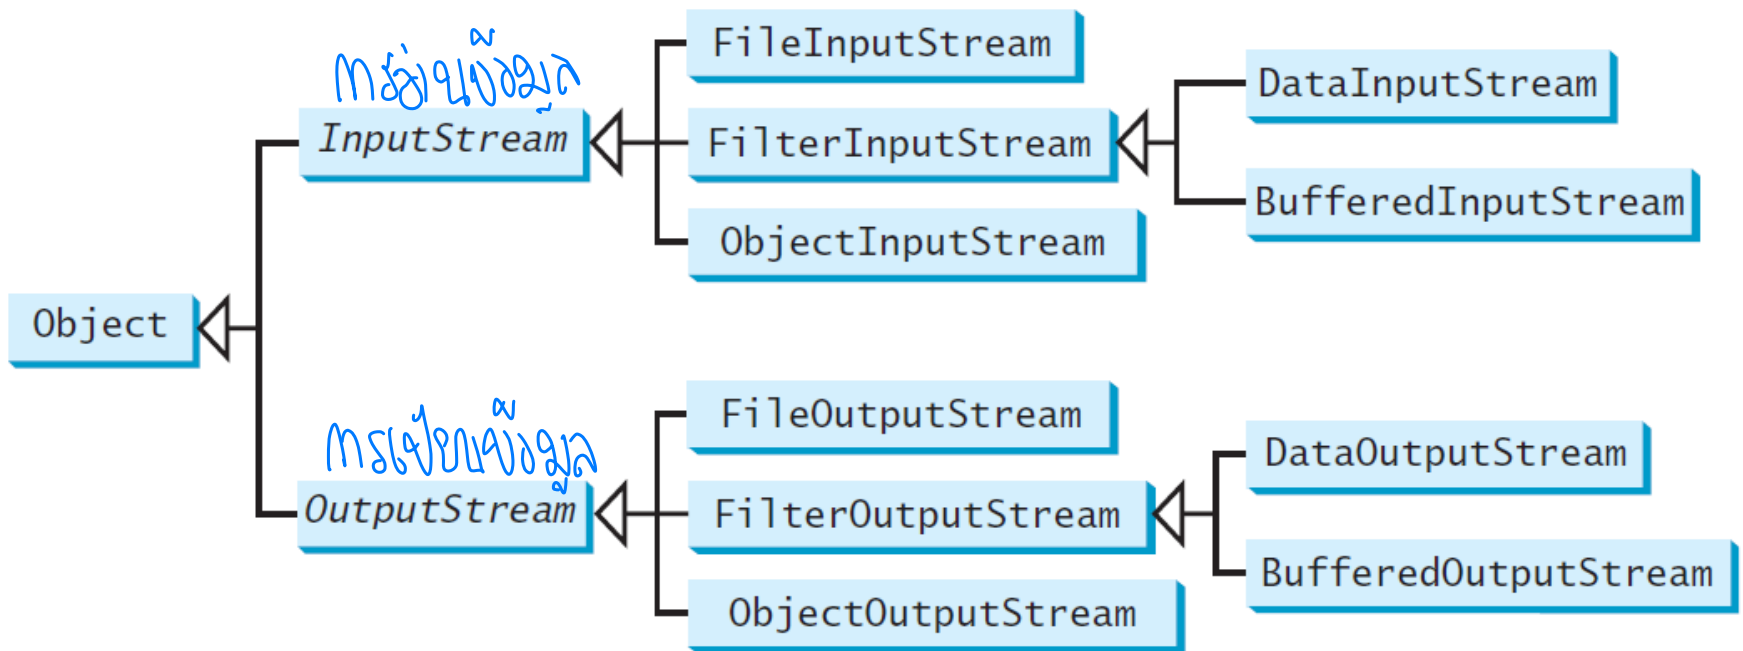 การอ่านข้อมูล
InputStream
FileInputStream
FilterInputStream
ObjectInputStream
DataInputStream
BufferedInputStream
Object
การเขียนข้อมูล
OutputStream
FileOutputStream
FilterOutputStream
ObjectOutputStream
DataOutputStream
BufferedOutputStream